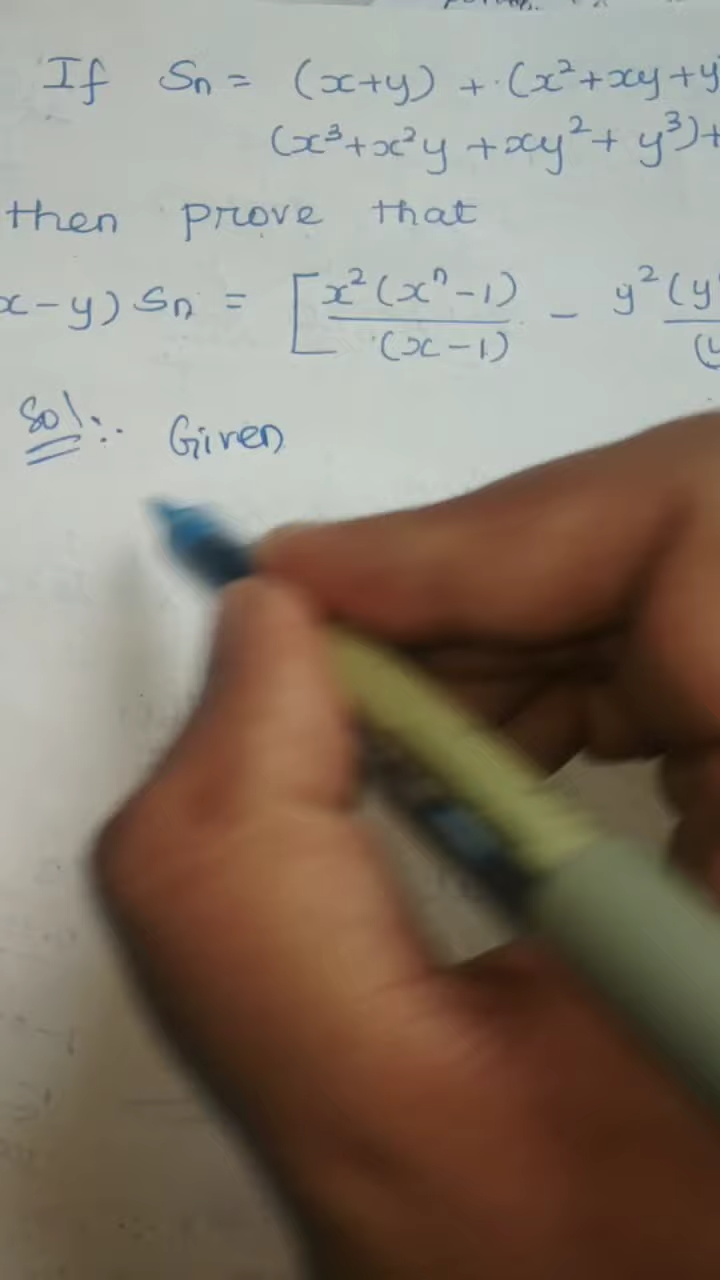 If Sn = (x+y) + (x²+xy+y
(x³+x²y +xy²+ y³)+
then prove that
x-y) Sn = [x²(xⁿ-1)/(x-1) - y²(y
Sol:. Given